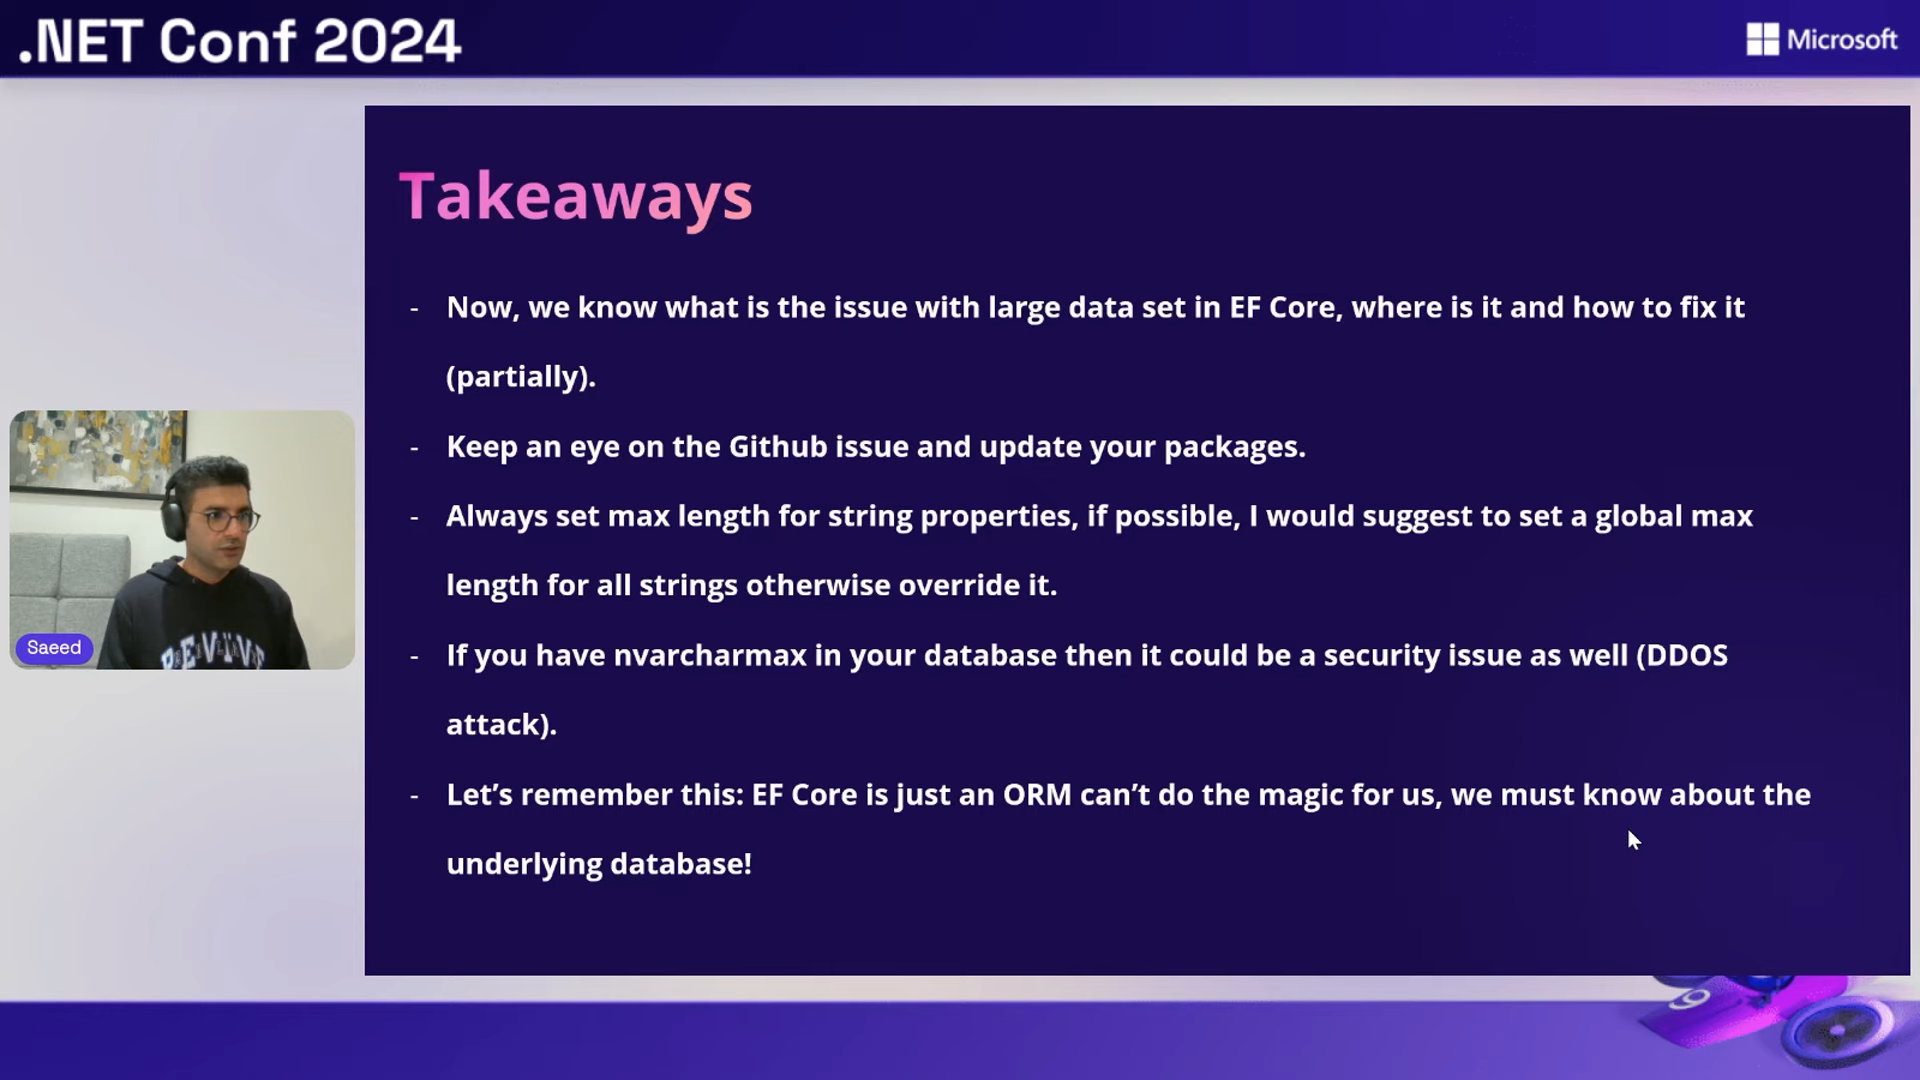 .NET Conf 2024
Microsoft
Takeaways
- Now, we know what is the issue with large data set in EF Core, where is it and how to fix it
(partially).
- Keep an eye on the Github issue and update your packages.
- Always set max length for string properties, if possible, I would suggest to set a global max
length for all strings otherwise override it.
- If you have nvarcharmax in your database then it could be a security issue as well (DDOS
attack).
- Let’s remember this: EF Core is just an ORM can’t do the magic for us, we must know about the
underlying database!
Saeed
9